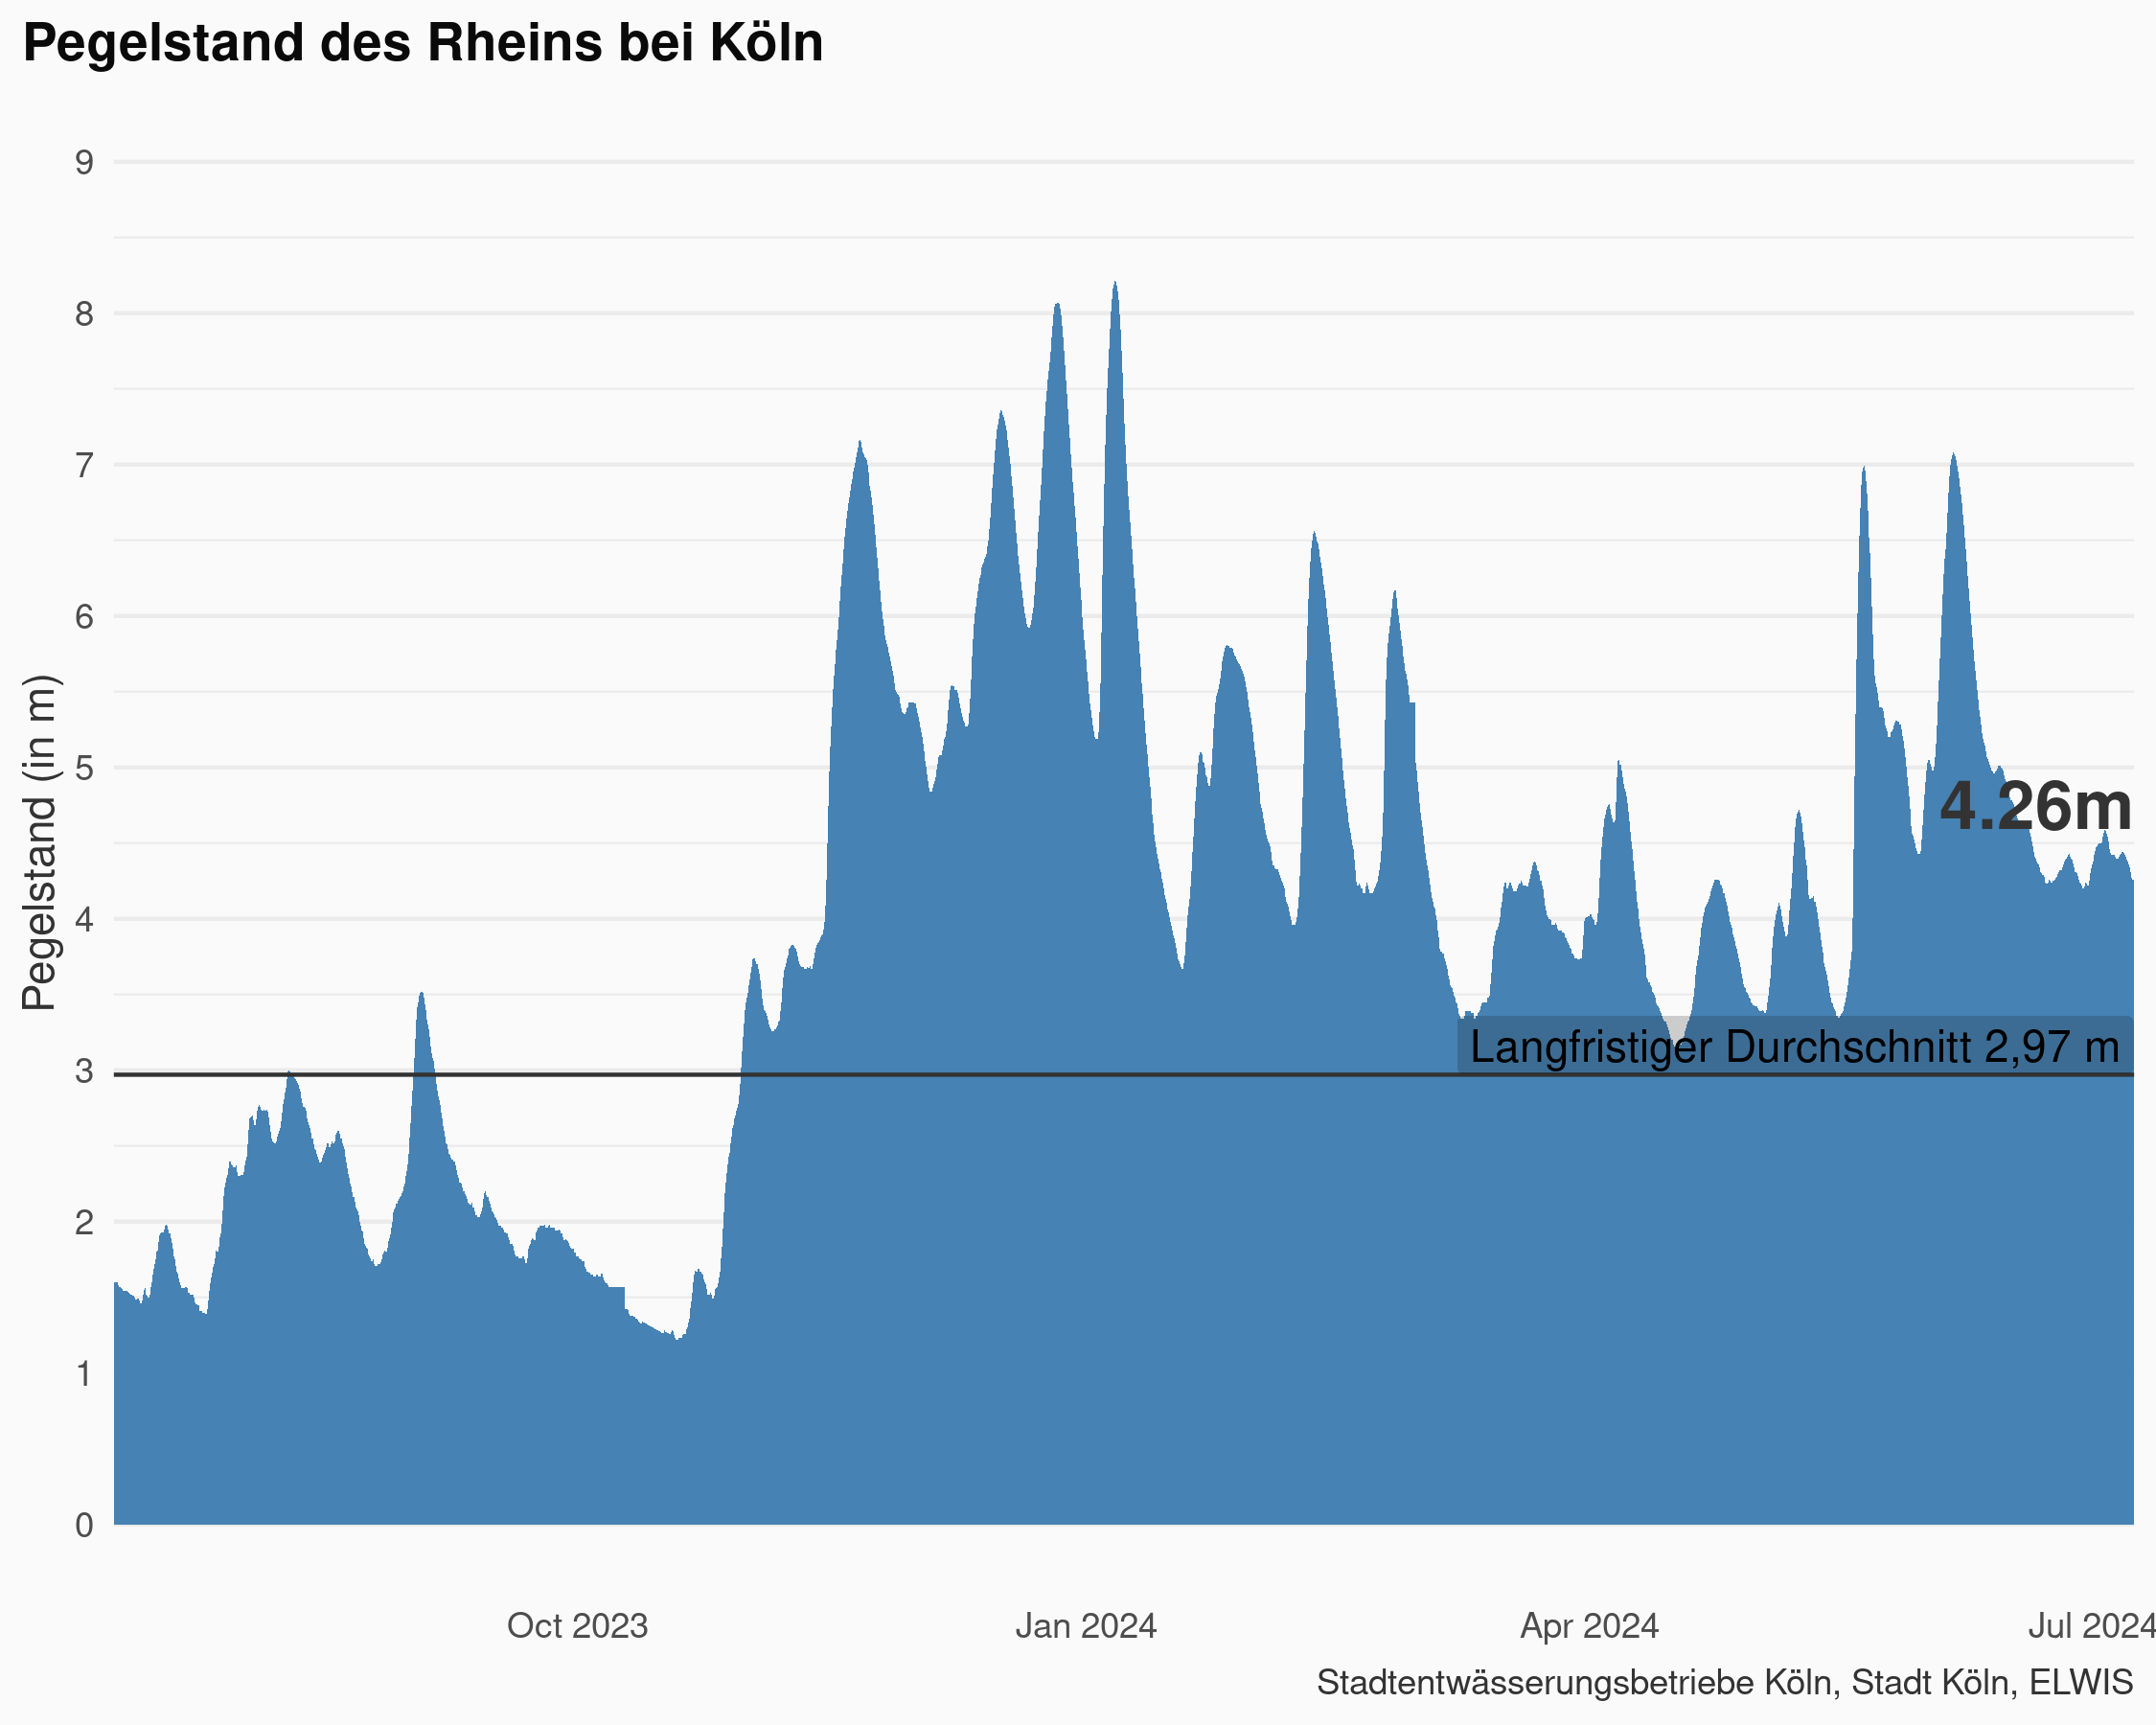 Pegelstand des Rheins bei Köln
9
8
7
6
5
4
3
2
1
0
Pegelstand (in m)
4.26m
Langfristiger Durchschnitt 2,97 m
Oct 2023
Jan 2024
Apr 2024
Jul 2024
Stadtentwässerungsbetriebe Köln, Stadt Köln, ELWIS